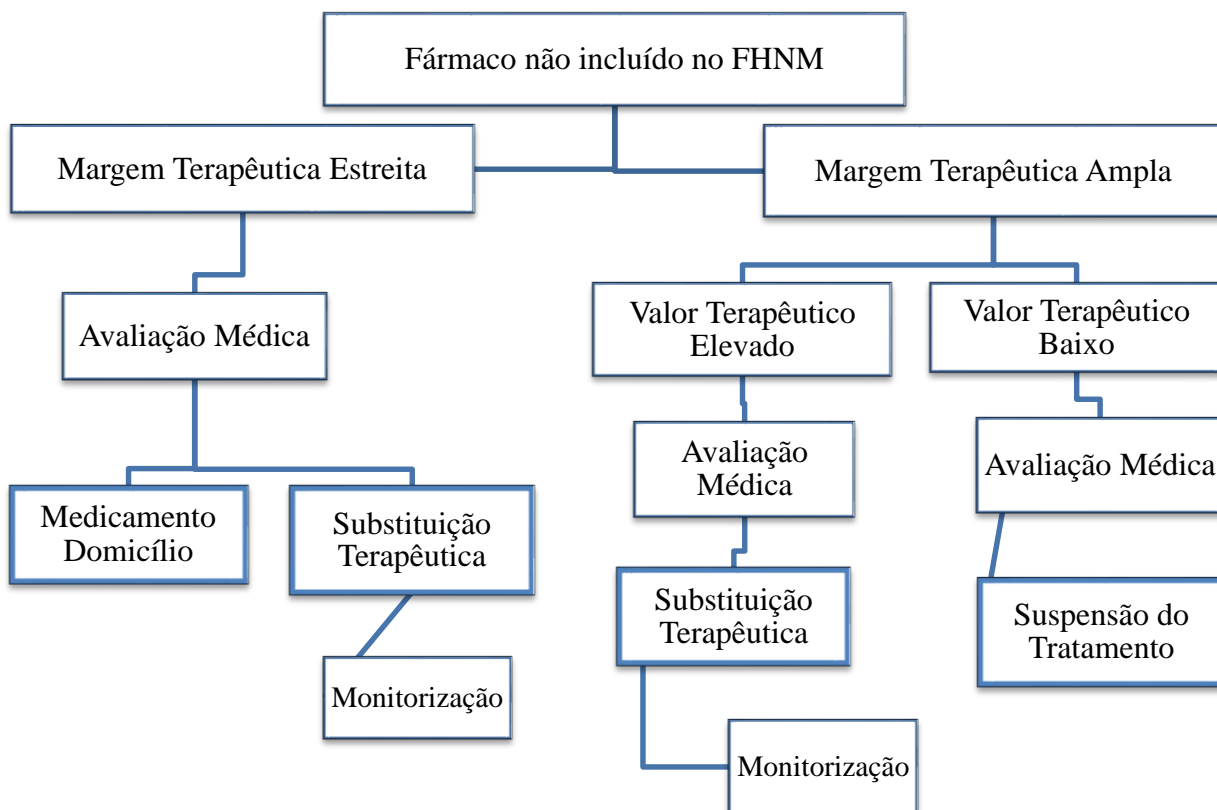 Fármaco não incluído no FHNM
Margem Terapêutica Estreita
Margem Terapêutica Ampla
Avaliação Médica
Valor Terapêutico
Elevado
Valor Terapêutico
Baixo
Avaliação
Médica
Avaliação Médica
Medicamento
Domicílio
Substituição
Terapêutica
Substituição
Terapêutica
Suspensão do
Tratamento
Monitorização
Monitorização